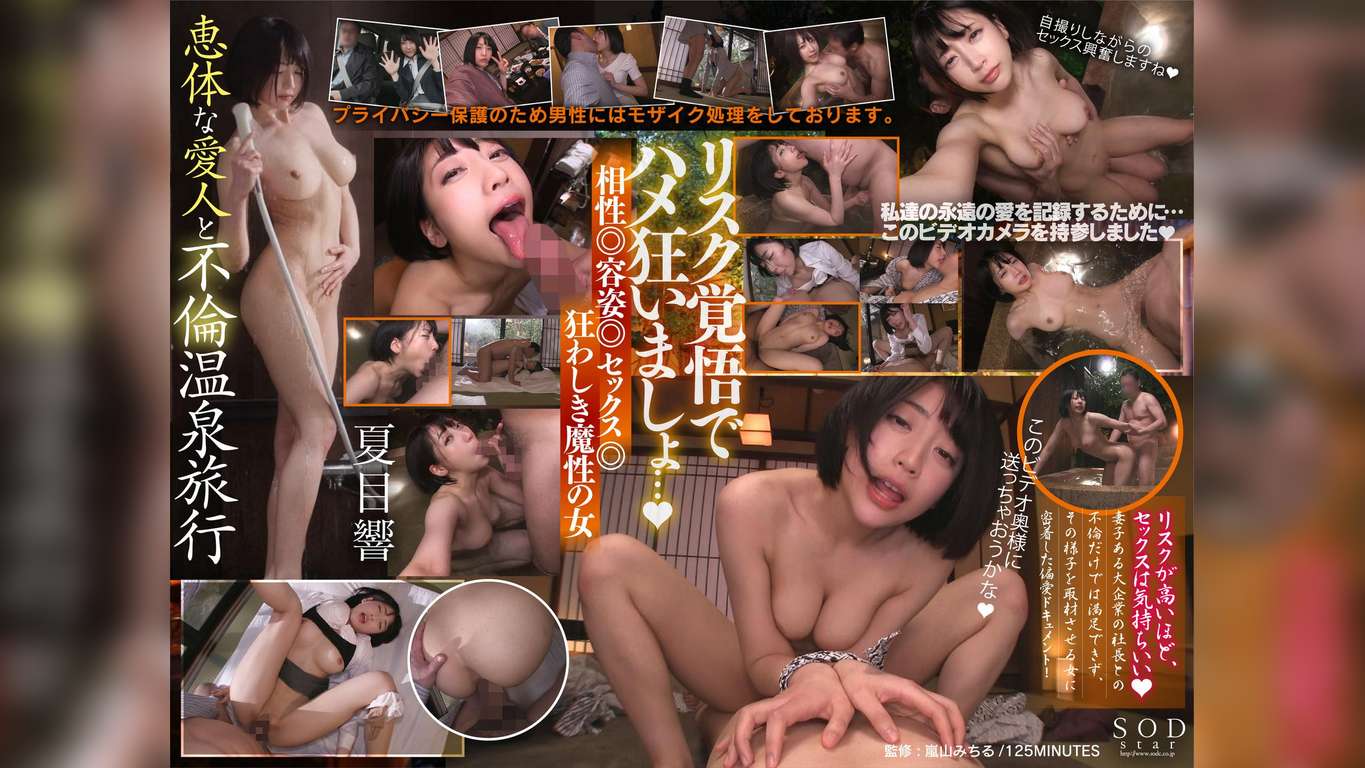 恵体な愛人と不倫温泉旅行
夏目響
プライバシー保護のため男性にはモザイク処理をしております。
自撮りしながらの
セックス興奮しますね♥
リスク覚悟で
ハメ狂いましょ…♥
相性◎容姿◎セックス◎
狂わしき魔性の女
私達の永遠の愛を記録するために…
このビデオカメラを持参しました♥
このビデオ奥様に
送っちゃおうかな♥
リスクが高いほど、
セックスは気持ちいい♥
妻子ある大企業の社長との
不倫だけでは満足できず、
その様子を取材させる女に
密着した偏愛ドキュメント!
監修:嵐山みちる/125MINUTES
SOD
star
http://www.sod.co.jp